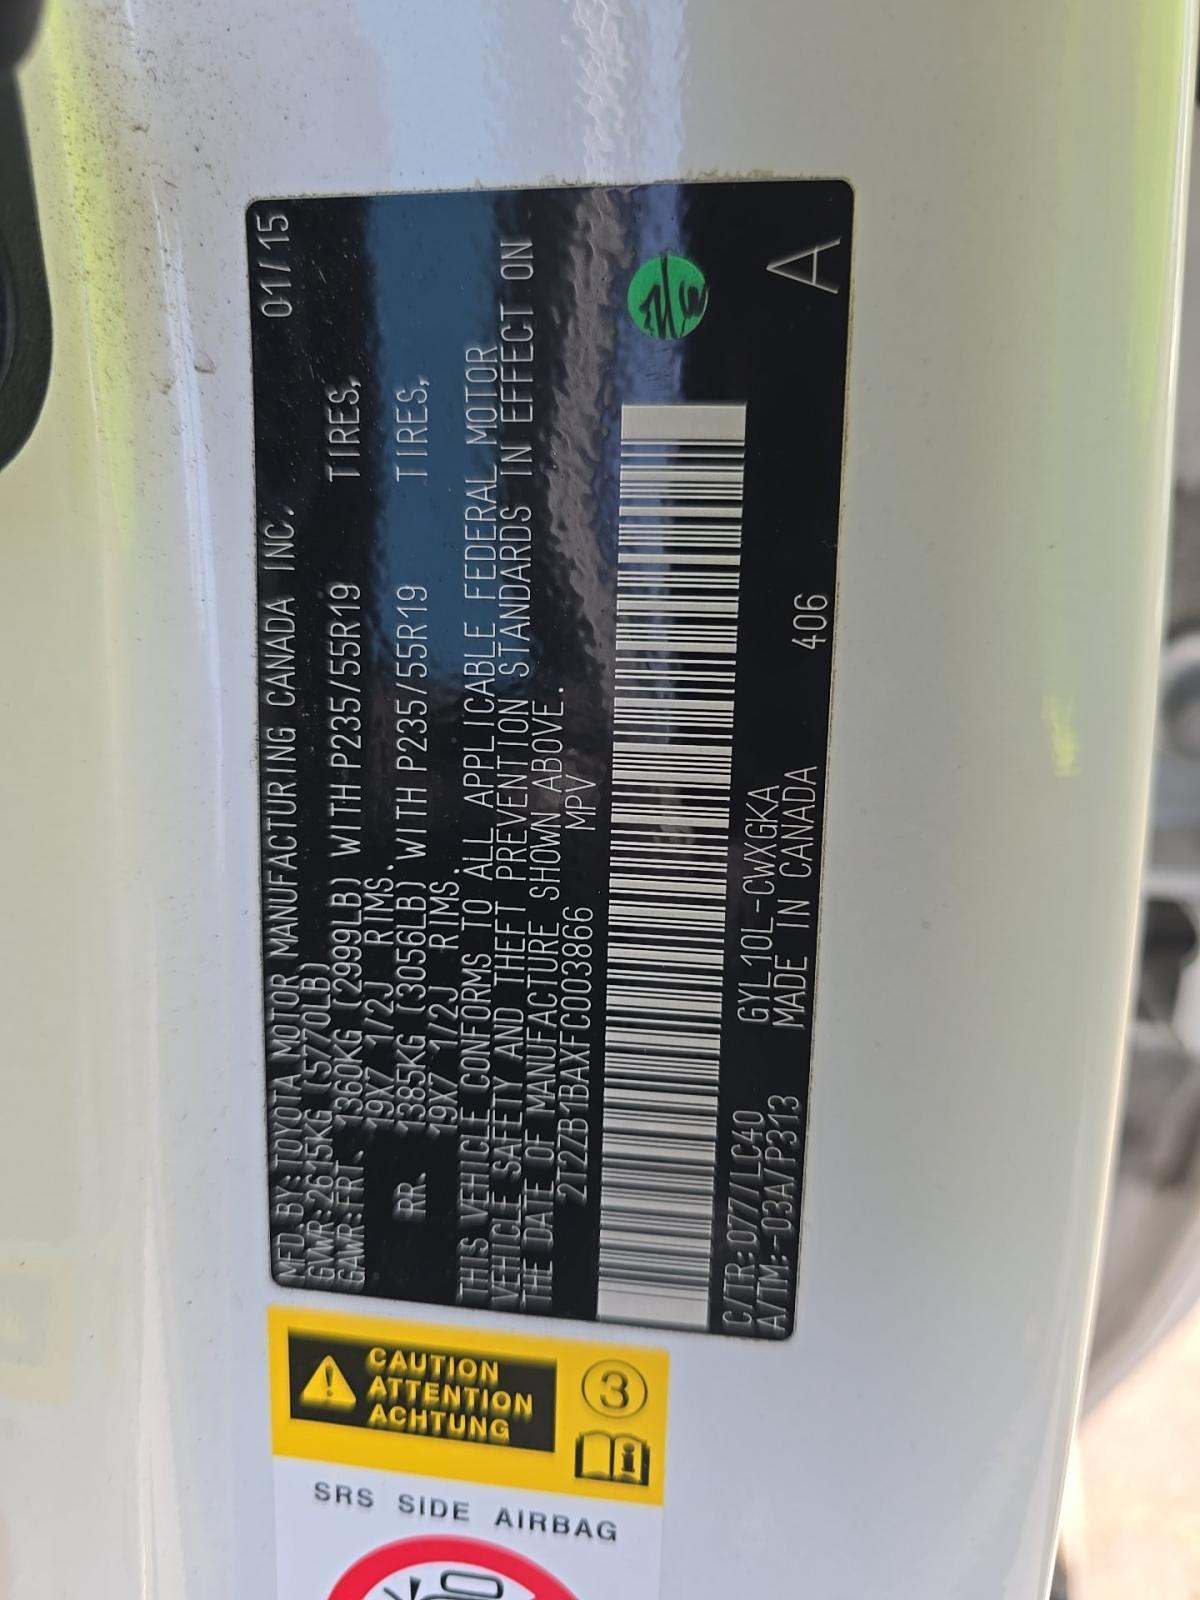 MFD. BY: TOYOTA MOTOR MANUFACTURING CANADA INC. 01/15
GVWR: 2615KG (5770LB)
GAWR: FRT. 1360KG (2999LB) WITH P235/55R19 TIRES,
19X7 1/2J RIMS.
RR. 1385KG (3056LB) WITH P235/55R19 TIRES,
19X7 1/2J RIMS.
THIS VEHICLE CONFORMS TO ALL APPLICABLE FEDERAL MOTOR
VEHICLE SAFETY AND THEFT PREVENTION STANDARDS IN EFFECT ON
THE DATE OF MANUFACTURE SHOWN ABOVE.
2T2ZB1BAXFC003866 MPV
C/TR: 077/LC40 GYL10L-CWXGKA
A/TM: -03A/P313 MADE IN CANADA 406 A
CAUTION
ATTENTION
ACHTUNG
3
i
SRS SIDE AIRBAG